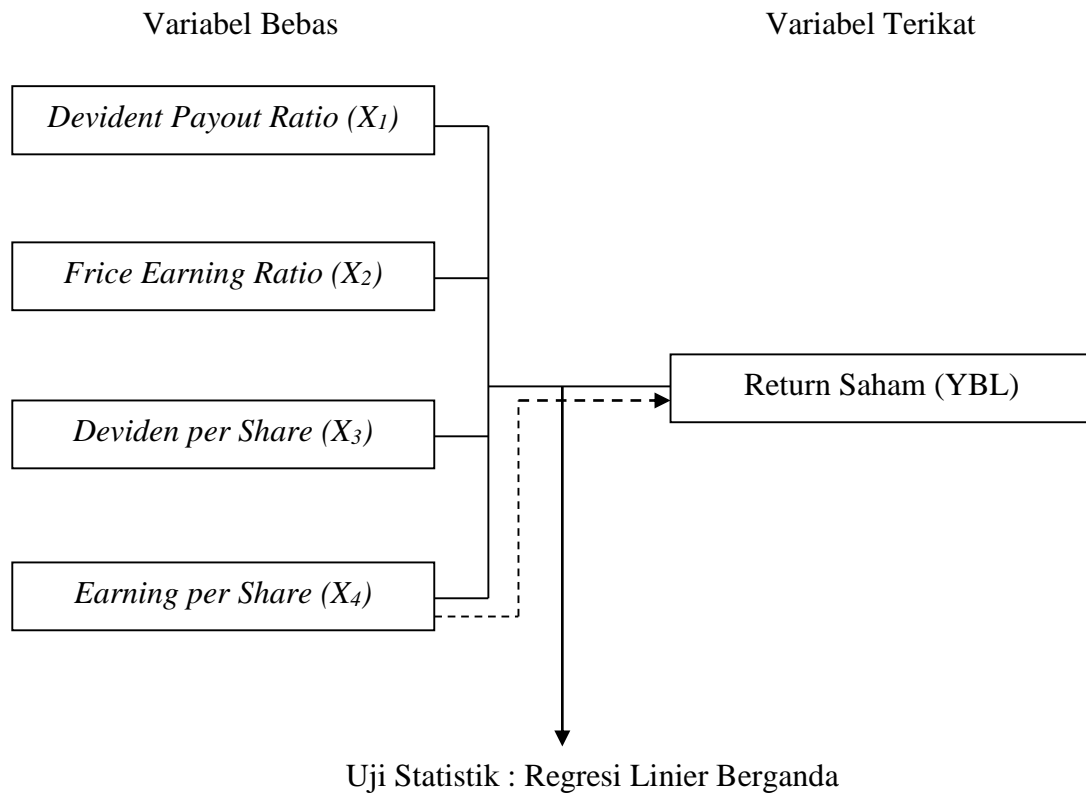 Variabel Bebas
Variabel Terikat
Devident Payout Ratio (X1)
Frice Earning Ratio (X2)
Return Saham (YBL)
Deviden per Share (X3)
Earning per Share (X4)
Uji Statistik : Regresi Linier Berganda